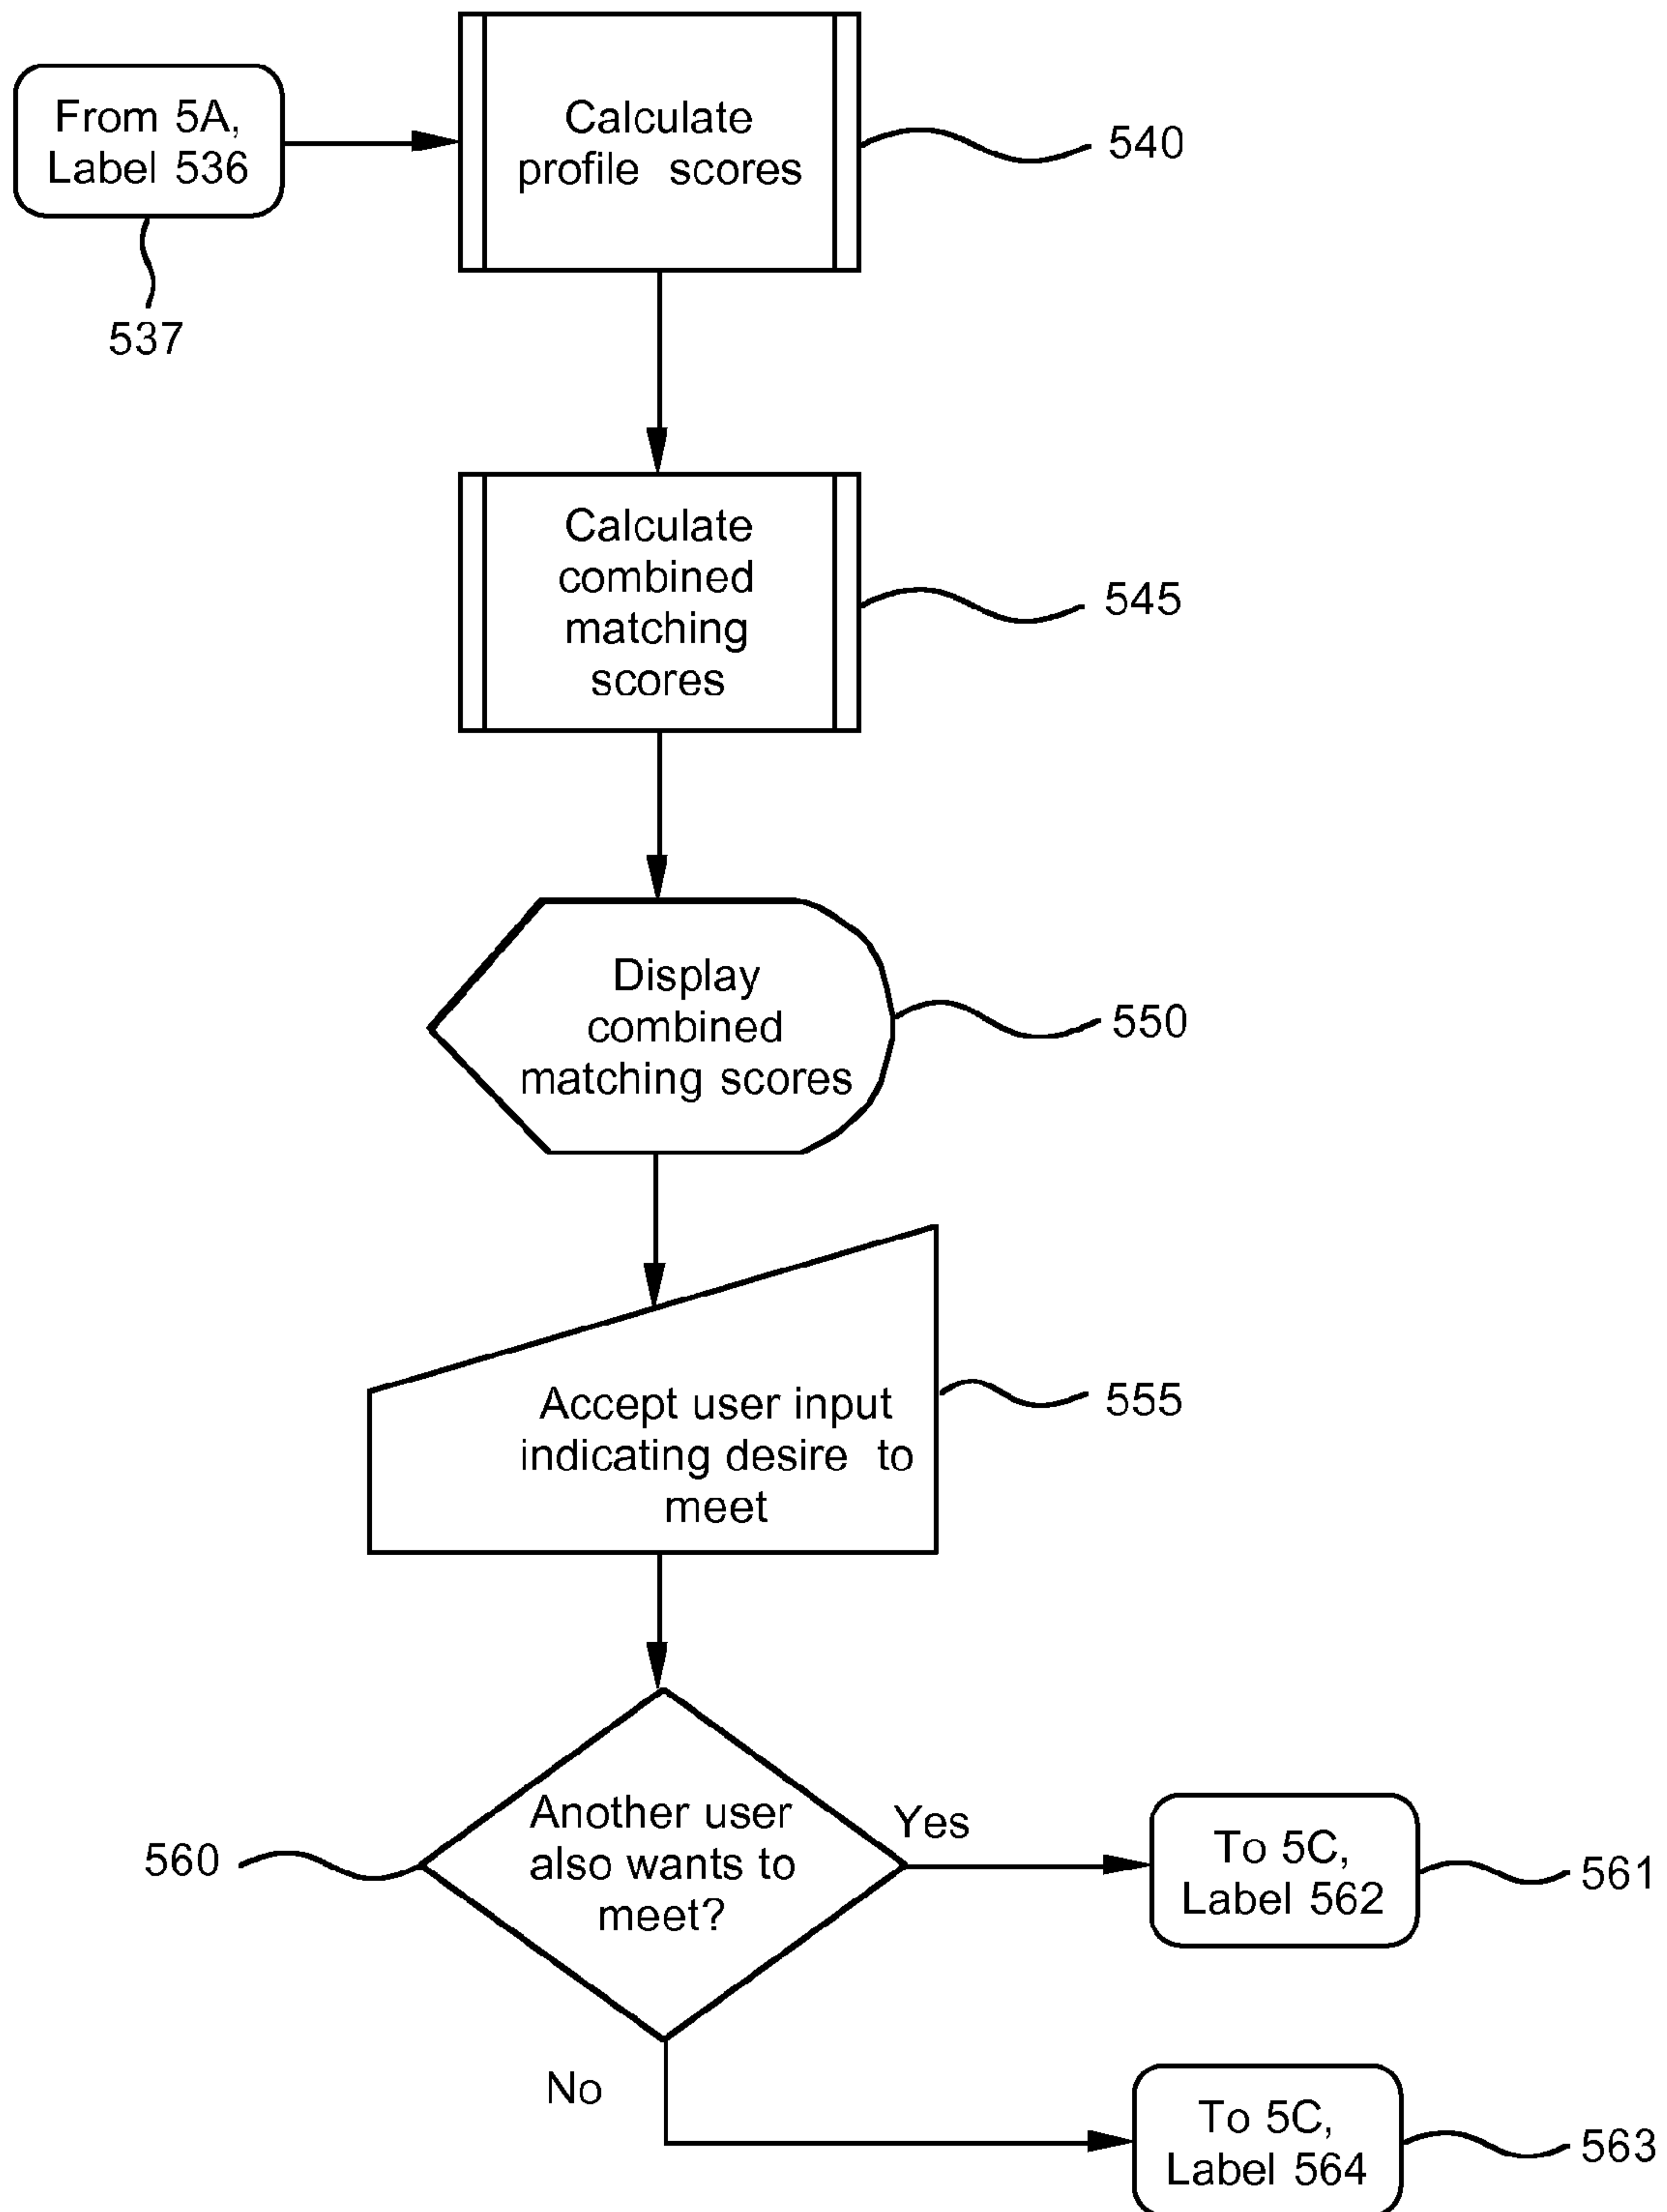 From 5A,
Label 536
537
Calculate
profile scores
540
Calculate
combined
matching
scores
545
Display
combined
matching scores
550
Accept user input
indicating desire to
meet
555
Another user
also wants to
meet?
560
Yes
To 5C,
Label 562
561
No
To 5C,
Label 564
563